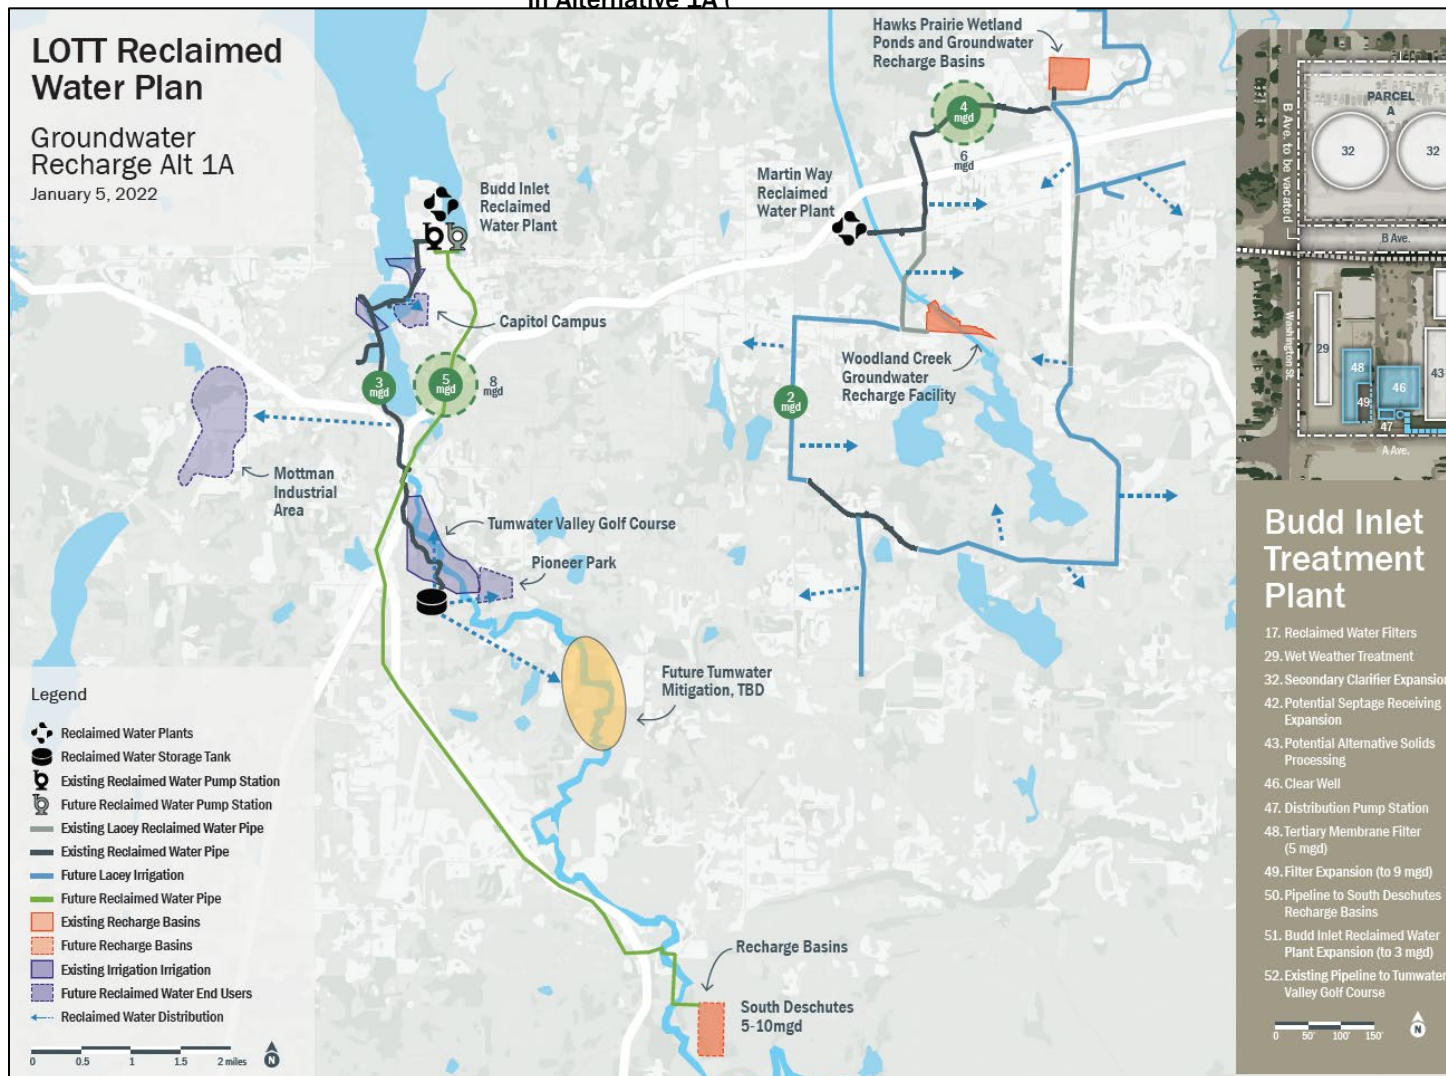 in Alternative 1A (
LOTT Reclaimed
Water Plan
Groundwater
Recharge Alt 1A
January 5, 2022
Hawks Prairie Wetland
Ponds and Groundwater
Recharge Basins
4
mgd
6
mgd
Martin Way
Reclaimed
Water Plant
Budd Inlet
Reclaimed
Water Plant
Capitol Campus
Woodland Creek
Groundwater
Recharge Facility
3
mgd
5
mgd
8
mgd
2
mgd
Mottman
Industrial
Area
Tumwater Valley Golf Course
Pioneer Park
Future Tumwater
Mitigation, TBD
Recharge Basins
South Deschutes
5-10mgd
Legend
Reclaimed Water Plants
Reclaimed Water Storage Tank
Existing Reclaimed Water Pump Station
Future Reclaimed Water Pump Station
Existing Lacey Reclaimed Water Pipe
Existing Reclaimed Water Pipe
Future Lacey Irrigation
Future Reclaimed Water Pipe
Existing Recharge Basins
Future Recharge Basins
Existing Irrigation Irrigation
Future Reclaimed Water End Users
Reclaimed Water Distribution
0 0.5 1 1.5 2 miles
N
PARCEL
A
32
32
B Ave. to be vacated
B Ave.
Washington St.
17
29
48
49
46
47
43
A Ave.
Budd Inlet
Treatment
Plant
17. Reclaimed Water Filters
29. Wet Weather Treatment
32. Secondary Clarifier Expansion
42. Potential Septage Receiving
Expansion
43. Potential Alternative Solids
Processing
46. Clear Well
47. Distribution Pump Station
48. Tertiary Membrane Filter
(5 mgd)
49. Filter Expansion (to 9 mgd)
50. Pipeline to South Deschutes
Recharge Basins
51. Budd Inlet Reclaimed Water
Plant Expansion (to 3 mgd)
52. Existing Pipeline to Tumwater
Valley Golf Course
0 50' 100' 150'
N